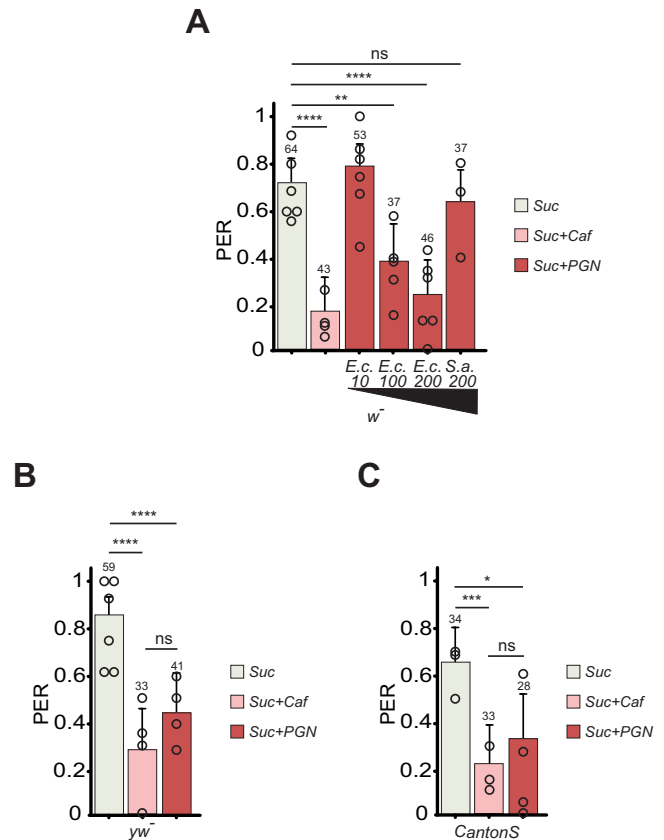 A
ns
****
**
****
PER
1
0.8
0.6
0.2
0
64
43
53
37
46
37
E.c. E.c. E.c. S.a.
10 100 200 200
w-
Suc
Suc+Caf
Suc+PGN
B
****
****
ns
PER
1
0.8
0.6
0.4
0.2
0
59
33
41
yw-
Suc
Suc+Caf
Suc+PGN
C
*
***
ns
PER
1
0.8
0.6
0.4
0.2
0
34
33
28
CantonS
Suc
Suc+Caf
Suc+PGN